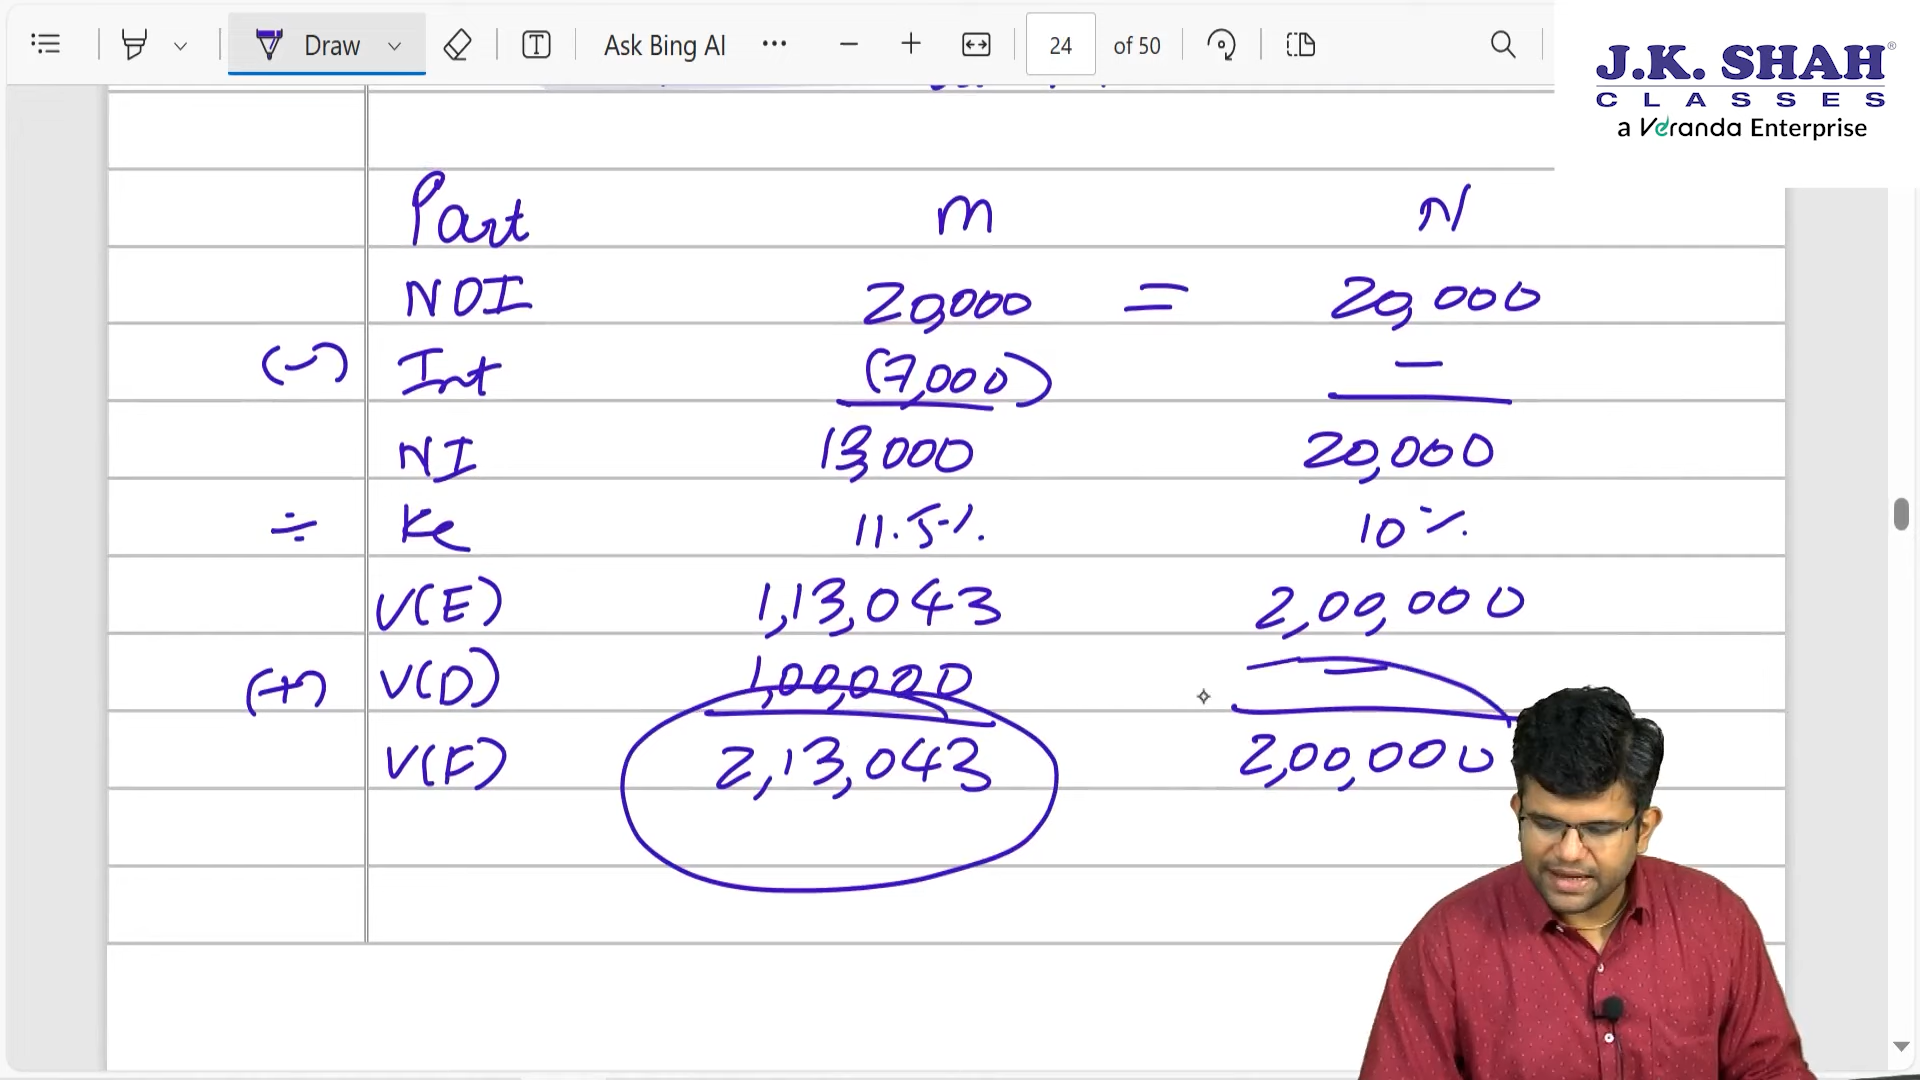 Draw Ask Bing AI ... 24 of 50
J.K. SHAH®
CLASSES
a Veranda Enterprise
Part M N
NOI 20,000 = 20,000
(-) Int (7,000) –
NI 13,000 20,000
÷ Ke 11.5% 10%
V(E) 1,13,043 2,00,000
(+) V(D) 1,00,000 –
V(F) 2,13,043 2,00,000